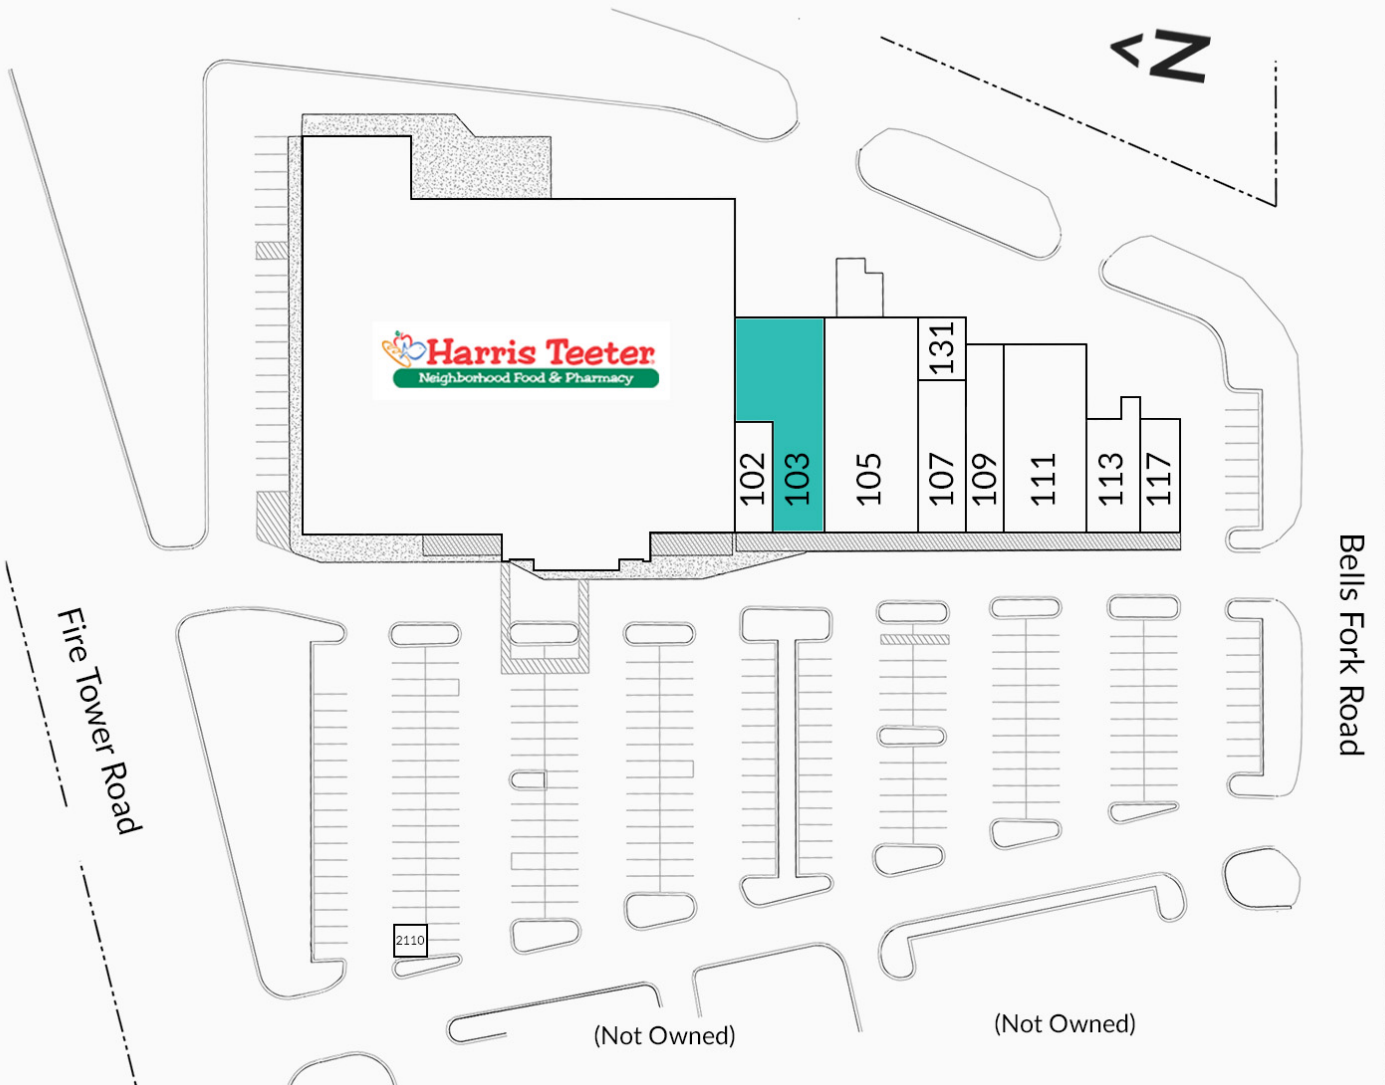 N
Harris Teeter
Neighborhood Food & Pharmacy
131
102
103
105
107
109
111
113
117
Bells Fork Road
Fire Tower Road
2110
(Not Owned)
(Not Owned)